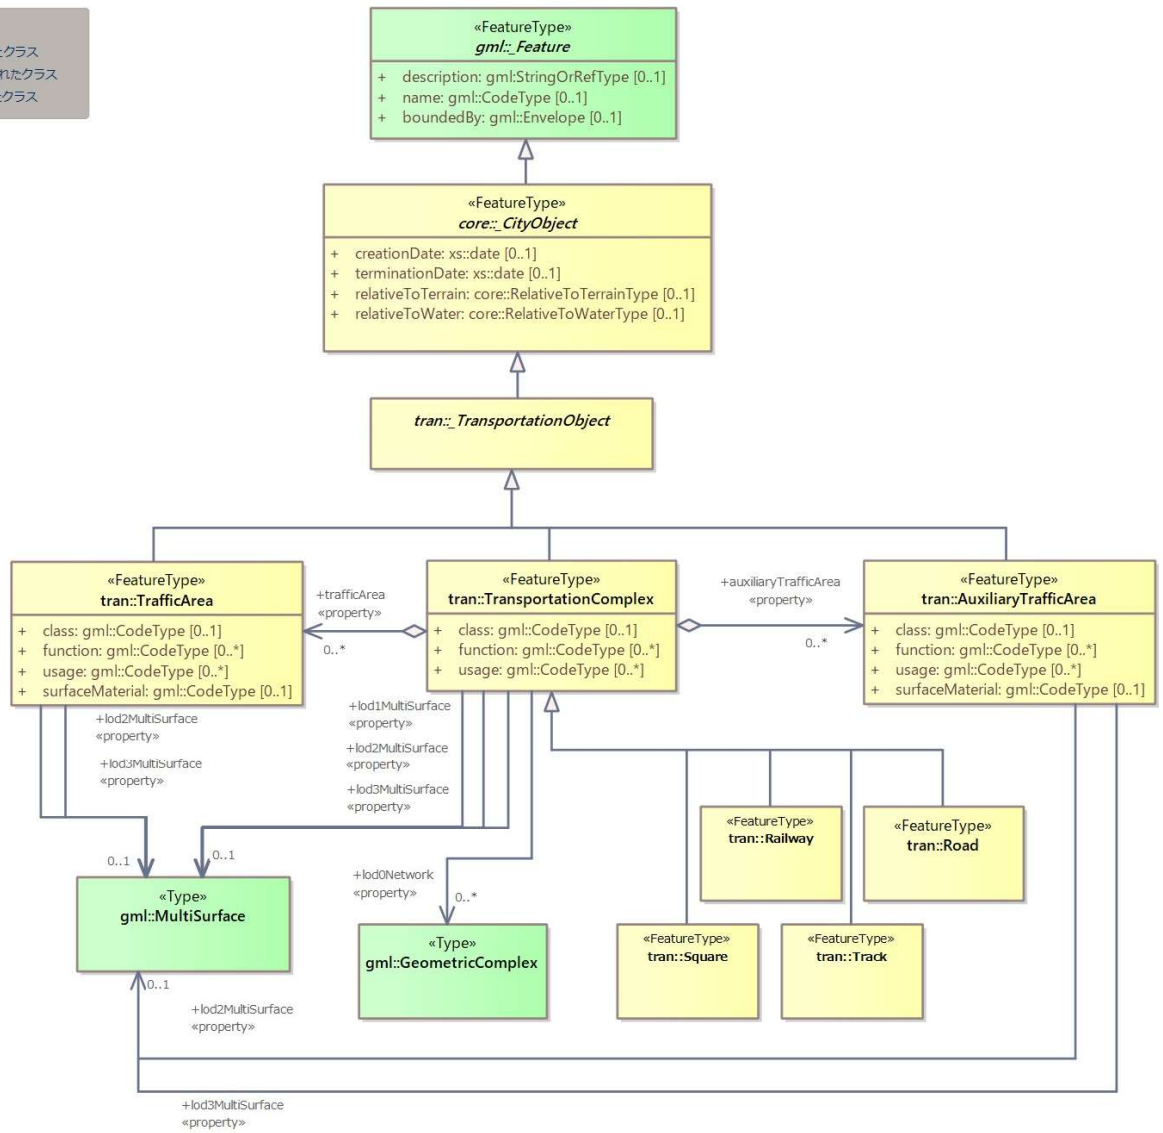 クラス
れたクラス
クラス
«FeatureType»
gml::_Feature
+ description: gml:StringOrRefType [0..1]
+ name: gml::CodeType [0..1]
+ boundedBy: gml::Envelope [0..1]
«FeatureType»
core::_CityObject
+ creationDate: xs::date [0..1]
+ terminationDate: xs::date [0..1]
+ relativeToTerrain: core::RelativeToTerrainType [0..1]
+ relativeToWater: core::RelativeToWaterType [0..1]
tran::_TransportationObject
«FeatureType»
tran::TrafficArea
+ class: gml::CodeType [0..1]
+ function: gml::CodeType [0..*]
+ usage: gml::CodeType [0..*]
+ surfaceMaterial: gml::CodeType [0..1]
+trafficArea
«property»
0..*
«FeatureType»
tran::TransportationComplex
+ class: gml::CodeType [0..1]
+ function: gml::CodeType [0..*]
+ usage: gml::CodeType [0..*]
+auxiliaryTrafficArea
«property»
0..*
«FeatureType»
tran::AuxiliaryTrafficArea
+ class: gml::CodeType [0..1]
+ function: gml::CodeType [0..*]
+ usage: gml::CodeType [0..*]
+ surfaceMaterial: gml::CodeType [0..1]
+lod2MultiSurface
«property»
+lod3MultiSurface
«property»
0..1
+lod1MultiSurface
«property»
+lod2MultiSurface
«property»
+lod3MultiSurface
«property»
0..1
+lod0Network
«property»
0..*
«FeatureType»
tran::Railway
«FeatureType»
tran::Road
«Type»
gml::MultiSurface
«Type»
gml::GeometricComplex
«FeatureType»
tran::Square
«FeatureType»
tran::Track
0..1
+lod2MultiSurface
«property»
+lod3MultiSurface
«property»